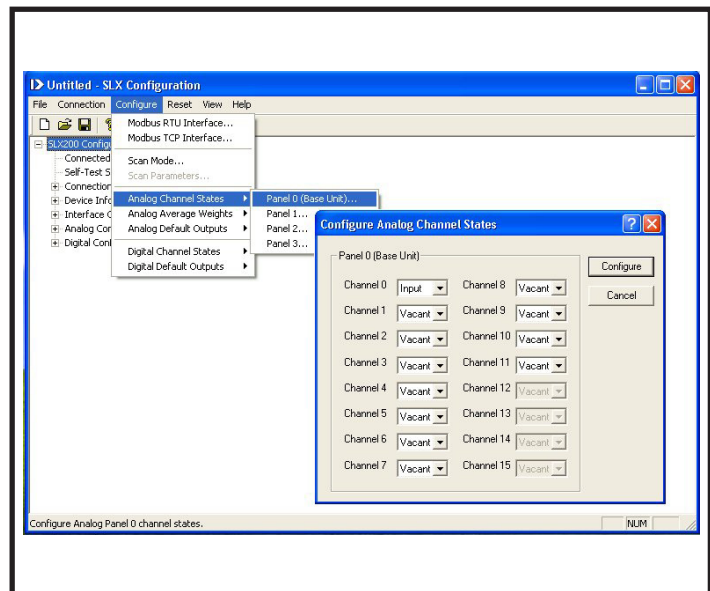 Untitled - SLX Configuration
File Connection Configure Reset View Help
Modbus RTU Interface...
Modbus TCP Interface...
Scan Mode...
Scan Parameters...
Analog Channel States
Analog Average Weights
Analog Default Outputs
Digital Channel States
Digital Default Outputs
Panel 0 (Base Unit)...
Panel 1...
Panel 2...
Panel 3...
SLX200 Config
Connected
Self-Test S
Connection
Device Info
Interface C
Analog Con
Digital Conf
Configure Analog Channel States
Panel 0 (Base Unit)
Channel 0 Input Channel 8 Vacant
Channel 1 Vacant Channel 9 Vacant
Channel 2 Vacant Channel 10 Vacant
Channel 3 Vacant Channel 11 Vacant
Channel 4 Vacant Channel 12 Vacant
Channel 5 Vacant Channel 13 Vacant
Channel 6 Vacant Channel 14 Vacant
Channel 7 Vacant Channel 15 Vacant
Configure
Cancel
Configure Analog Panel 0 channel states.
NUM